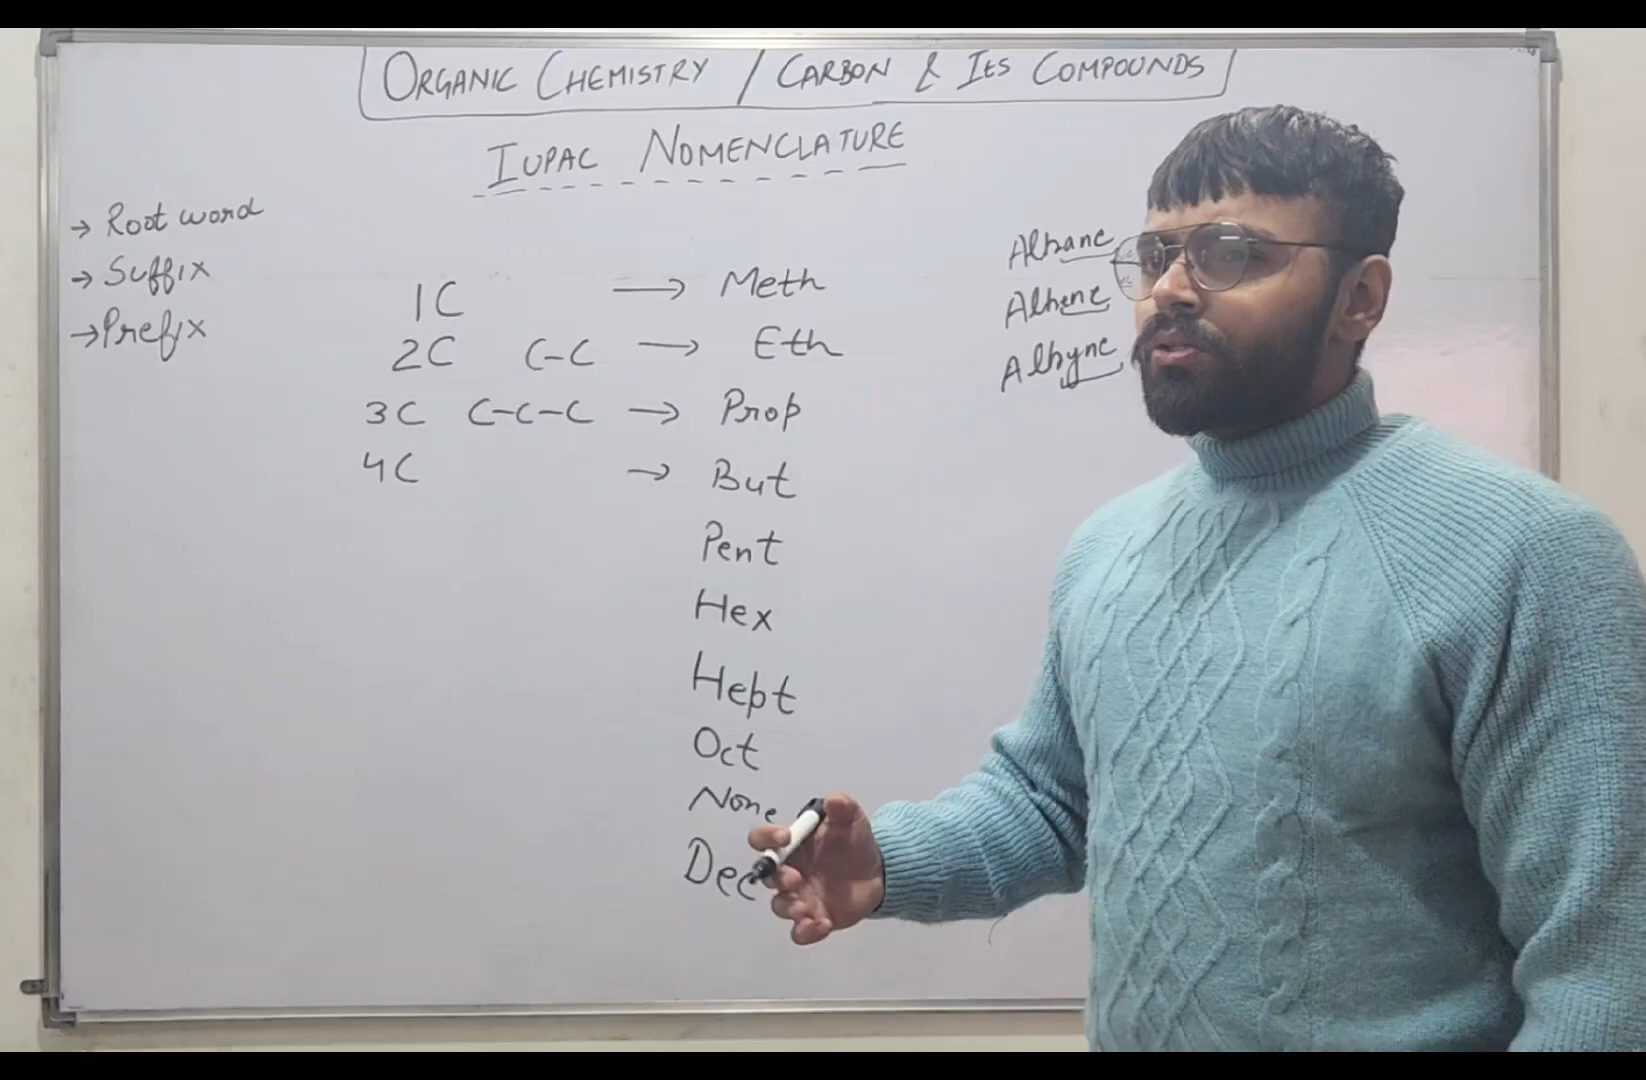 ORGANIC CHEMISTRY / CARBON & ITS COMPOUNDS
IUPAC NOMENCLATURE
→ Root word
→ Suffix
→ Prefix
1C → Meth
2C C-C → Eth
3C C-C-C → Prop
4C → But
Pent
Hex
Hept
Oct
None
Dec
Alkane
Alkene
Alkyne